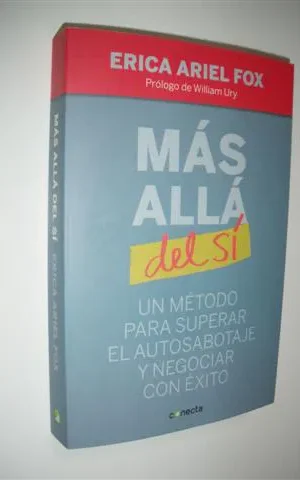 ERICA ARIEL FOX
Prólogo de William Ury
MÁS
ALLÁ
del SÍ
UN MÉTODO
PARA SUPERAR
EL AUTOSABOTAJE
Y NEGOCIAR
CON ÉXITO
conecta
MÁS ALLÁ DEL SÍ ERICA ARIEL FOX